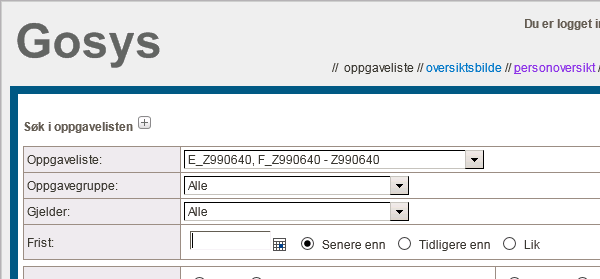 Gosys
Du er logget in
// oppgaveliste // oversiktsbilde // personoversikt /
Søk i oppgavelisten
Oppgaveliste: E_Z990640, F_Z990640 - Z990640
Oppgavegruppe: Alle
Gjelder: Alle
Frist: Senere enn Tidligere enn Lik